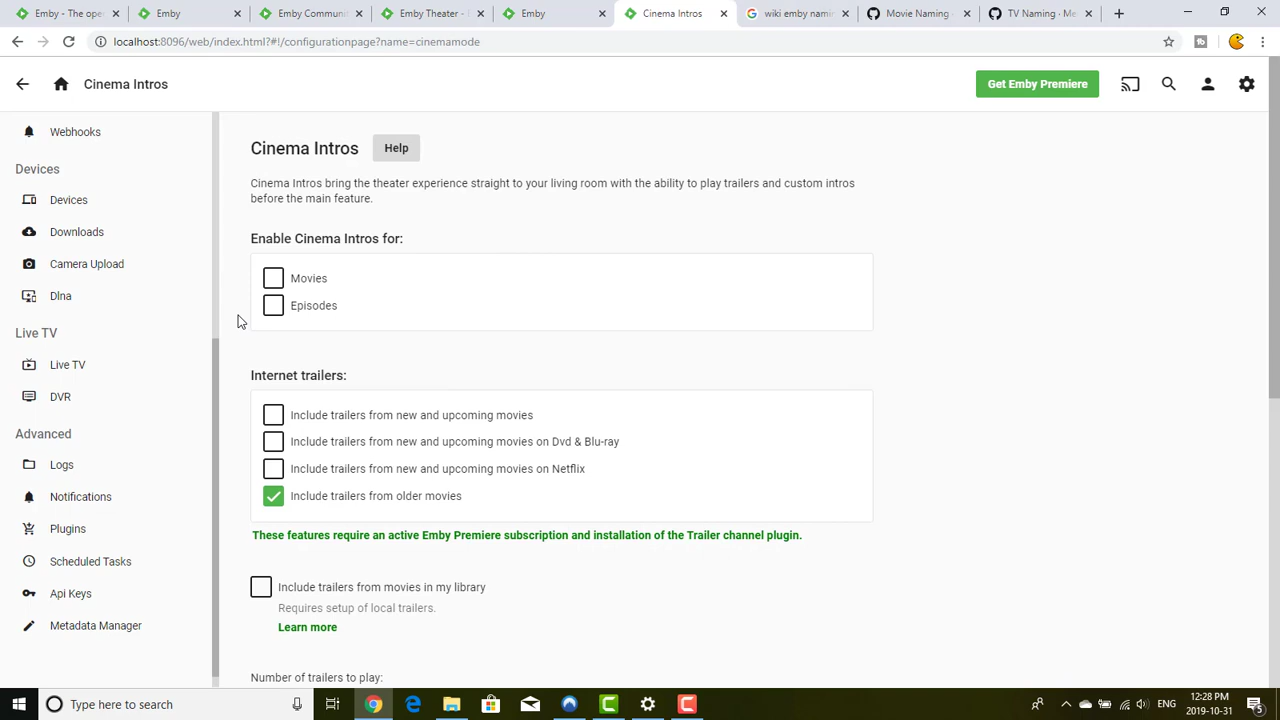 Emby - The open
Emby
Emby Communi
Emby Theater - E
Emby
Cinema Intros
wiki emby namin
Movie Naming
TV Naming · Me
localhost:8096/web/index.html?#!/configurationpage?name=cinemamode
Cinema Intros
Get Emby Premiere
Webhooks
Devices
Devices
Downloads
Camera Upload
Dlna
Live TV
Live TV
DVR
Advanced
Logs
Notifications
Plugins
Scheduled Tasks
Api Keys
Metadata Manager
Cinema Intros
Help
Cinema Intros bring the theater experience straight to your living room with the ability to play trailers and custom intros
before the main feature.
Enable Cinema Intros for:
Movies
Episodes
Internet trailers:
Include trailers from new and upcoming movies
Include trailers from new and upcoming movies on Dvd & Blu-ray
Include trailers from new and upcoming movies on Netflix
Include trailers from older movies
These features require an active Emby Premiere subscription and installation of the Trailer channel plugin.
Include trailers from movies in my library
Requires setup of local trailers.
Learn more
Number of trailers to play:
Type here to search
ENG
12:28 PM
2019-10-31